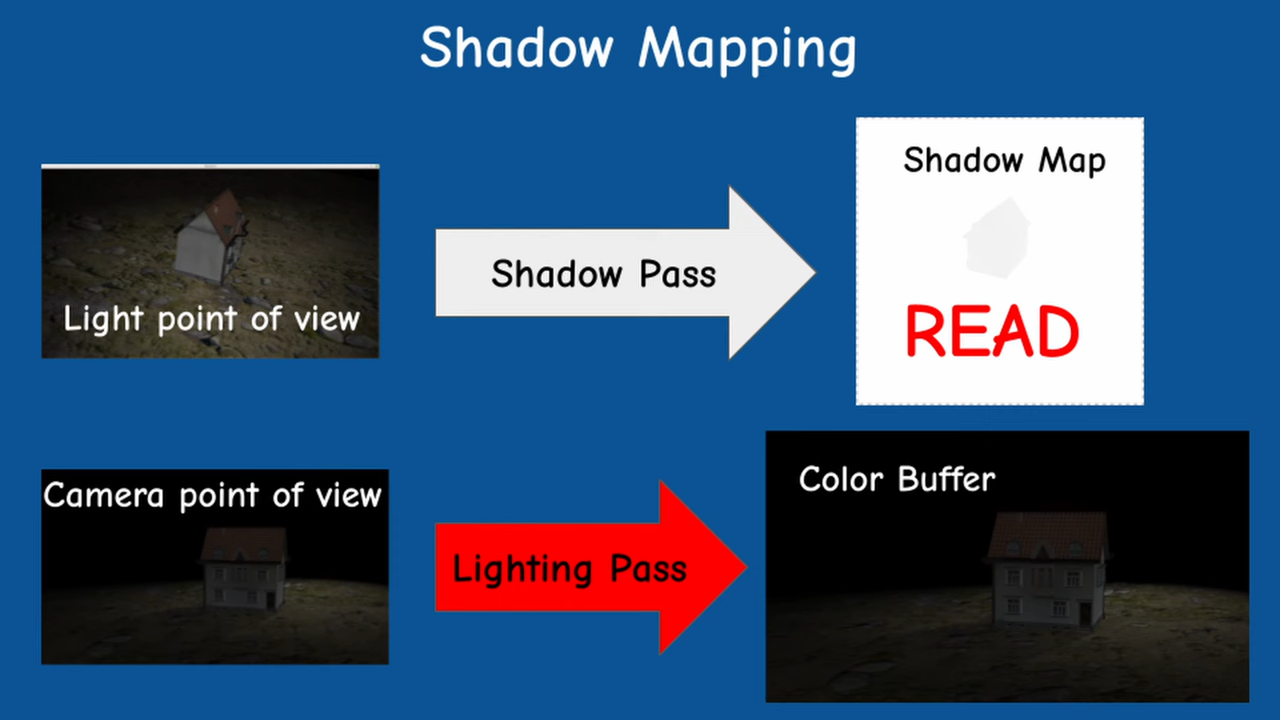 Shadow Mapping
Light point of view
Shadow Pass
Shadow Map
READ
Camera point of view
Lighting Pass
Color Buffer